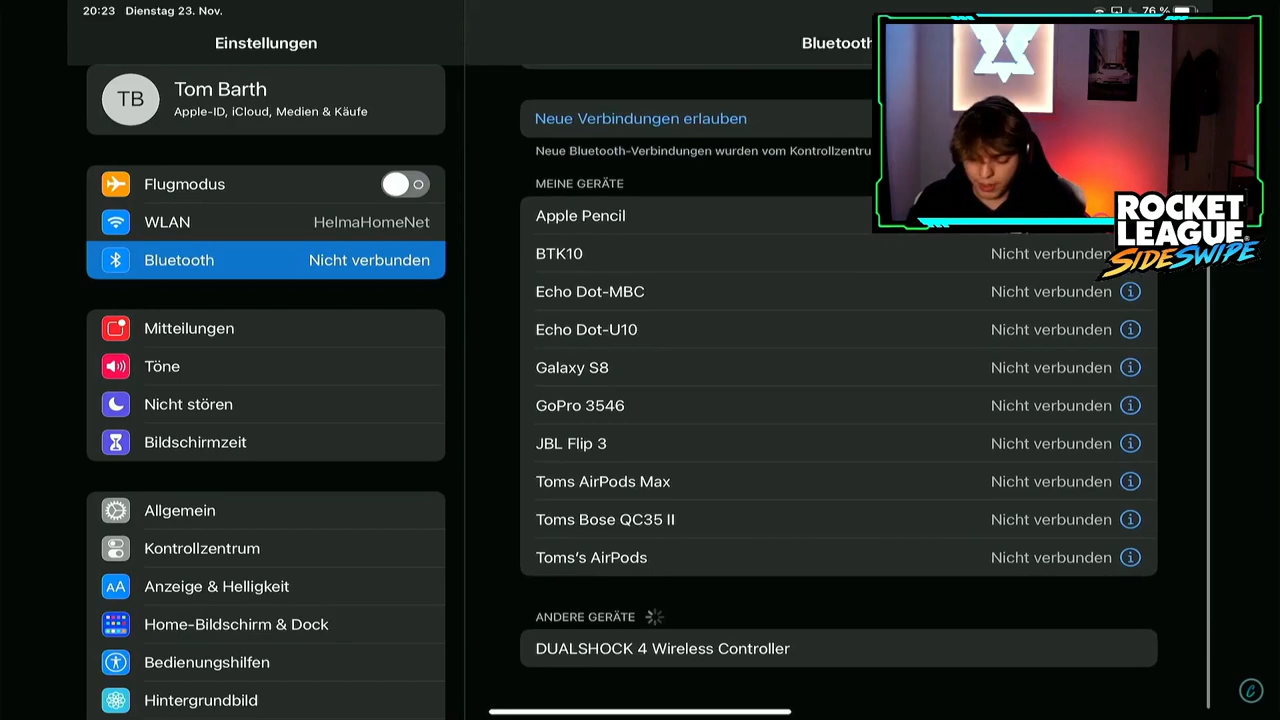 20:23 Dienstag 23. Nov.
76 %
Einstellungen
Bluetooth
TB
Tom Barth
Apple-ID, iCloud, Medien & Käufe
Flugmodus
WLAN HelmaHomeNet
Bluetooth Nicht verbunden
Mitteilungen
Töne
Nicht stören
Bildschirmzeit
Allgemein
Kontrollzentrum
AA Anzeige & Helligkeit
Home-Bildschirm & Dock
Bedienungshilfen
Hintergrundbild
Neue Verbindungen erlauben
Neue Bluetooth-Verbindungen wurden vom
MEINE GERÄTE
Apple Pencil
BTK10 Nicht verbunden
Echo Dot-MBC Nicht verbunden
Echo Dot-U10 Nicht verbunden
Galaxy S8 Nicht verbunden
GoPro 3546 Nicht verbunden
JBL Flip 3 Nicht verbunden
Toms AirPods Max Nicht verbunden
Toms Bose QC35 II Nicht verbunden
Toms's AirPods Nicht verbunden
ANDERE GERÄTE
DUALSHOCK 4 Wireless Controller
ROCKET
LEAGUE
SIDESWIPE